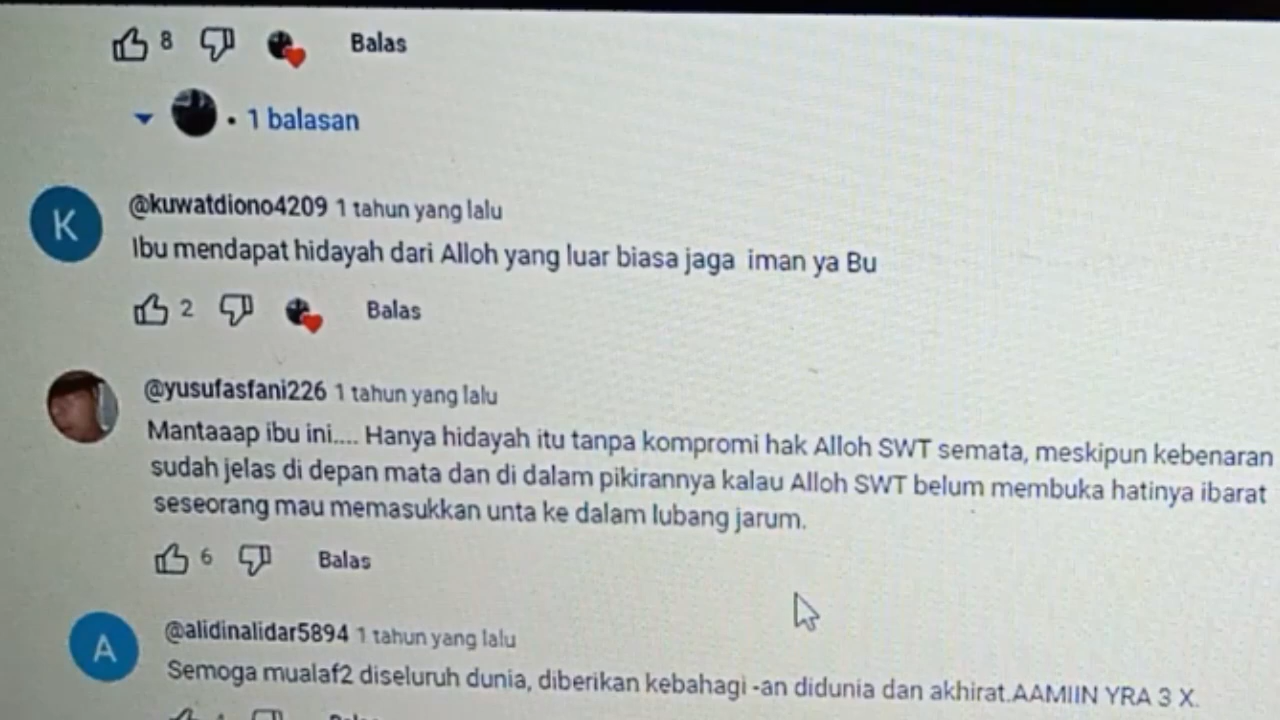 8 Balas
1 balasan
K
@kuwatdiono4209 1 tahun yang lalu
Ibu mendapat hidayah dari Alloh yang luar biasa jaga iman ya Bu
2 Balas
@yusufasfani226 1 tahun yang lalu
Mantaaap ibu ini.... Hanya hidayah itu tanpa kompromi hak Alloh SWT semata, meskipun kebenaran
sudah jelas di depan mata dan di dalam pikirannya kalau Alloh SWT belum membuka hatinya ibarat
seseorang mau memasukkan unta ke dalam lubang jarum.
6 Balas
A
@alidinalidar5894 1 tahun yang lalu
Semoga mualaf2 diseluruh dunia, diberikan kebahagi -an didunia dan akhirat.AAMIIN YRA 3 X.